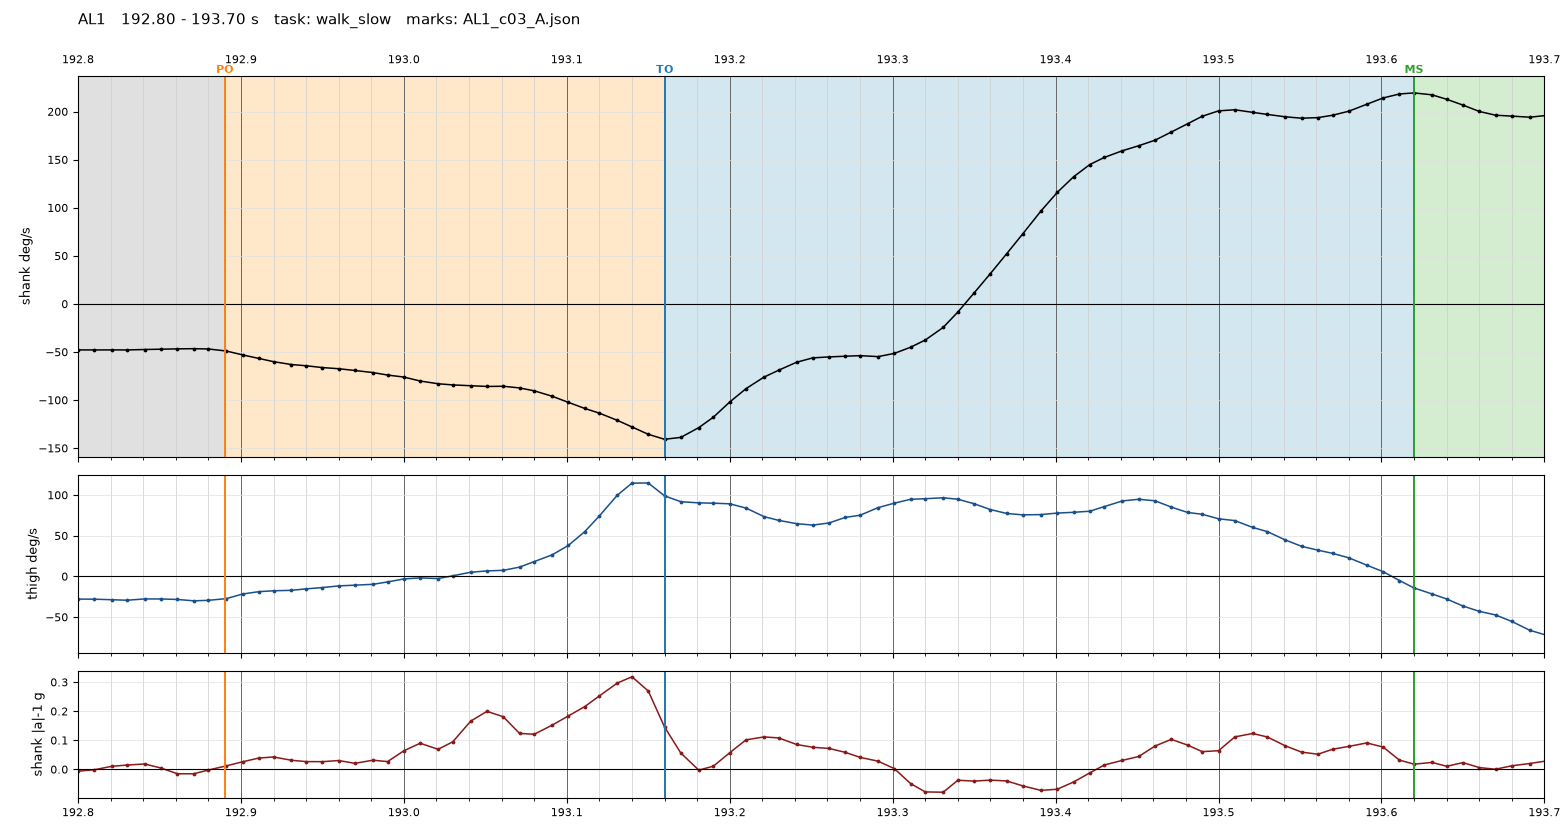 AL1   192.80 - 193.70 s   task: walk_slow   marks: AL1_c03_A.json
192.8 192.9 193.0 193.1 193.2 193.3 193.4 193.5 193.6 193.7
PO TO MS
shank deg/s
200
150
100
50
0
−50
−100
−150
thigh deg/s
100
50
0
−50
shank |a|-1 g
0.3
0.2
0.1
0.0
192.8 192.9 193.0 193.1 193.2 193.3 193.4 193.5 193.6 193.7